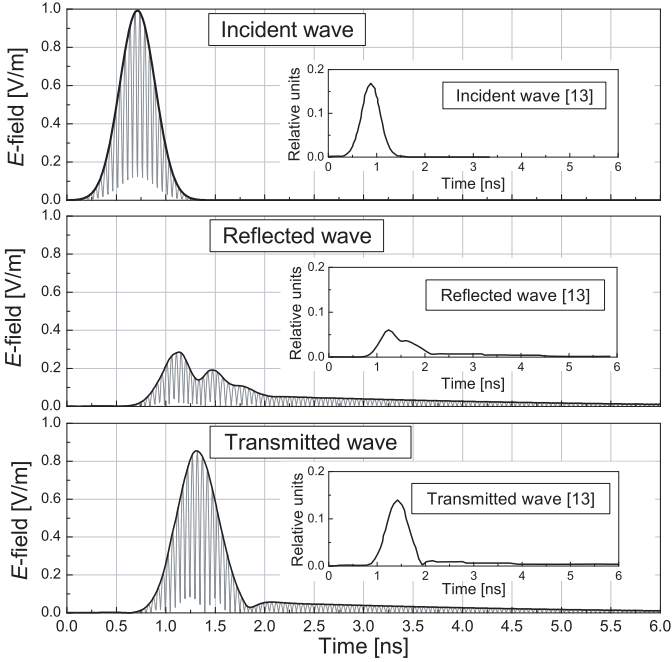 Incident wave
E-field [V/m]
1.0
0.8
0.6
0.4
0.2
0.0
Incident wave [13]
Relative units
0.2
0.1
0.0
0 1 2 3 4 5 6
Time [ns]
Reflected wave
E-field [V/m]
1.0
0.8
0.6
0.4
0.2
0.0
Reflected wave [13]
Relative units
0.2
0.1
0.0
0 1 2 3 4 5 6
Time [ns]
Transmitted wave
E-field [V/m]
1.0
0.8
0.6
0.4
0.2
0.0
Transmitted wave [13]
Relative units
0.2
0.1
0.0
0 1 2 3 4 5 6
Time [ns]
0.0 0.5 1.0 1.5 2.0 2.5 3.0 3.5 4.0 4.5 5.0 5.5 6.0
Time [ns]